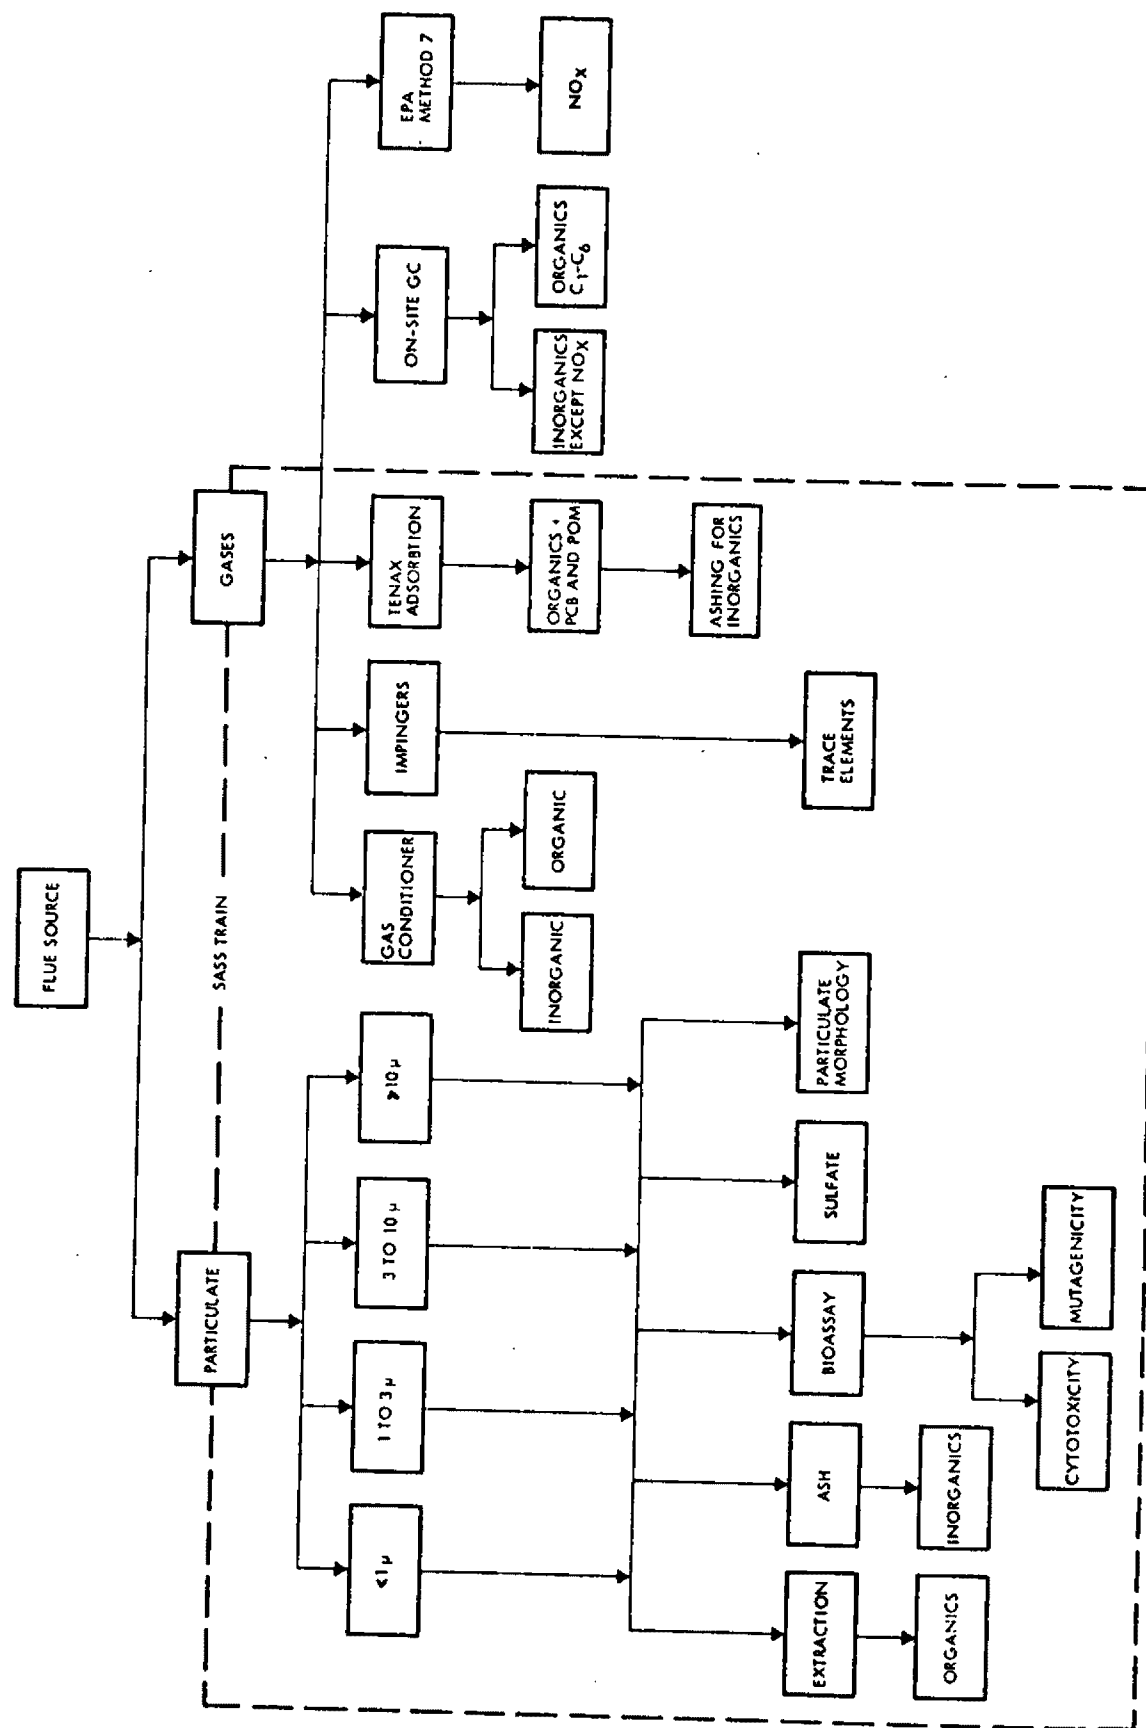 FLUE SOURCE
SASS TRAIN
PARTICULATE
GASES
<1 μ
1 TO 3 μ
3 TO 10 μ
>10 μ
GAS
CONDITIONER
IMPINGERS
TENAX
ADSORBTION
ON-SITE GC
EPA
METHOD 7
INORGANIC
ORGANIC
ORGANICS +
PCB AND POM
INORGANICS
EXCEPT NOX
ORGANICS
C1-C6
NOX
ASHING FOR
INORGANICS
EXTRACTION
ASH
BIOASSAY
SULFATE
PARTICULATE
MORPHOLOGY
TRACE
ELEMENTS
ORGANICS
INORGANICS
CYTOTOXICITY
MUTAGENICITY